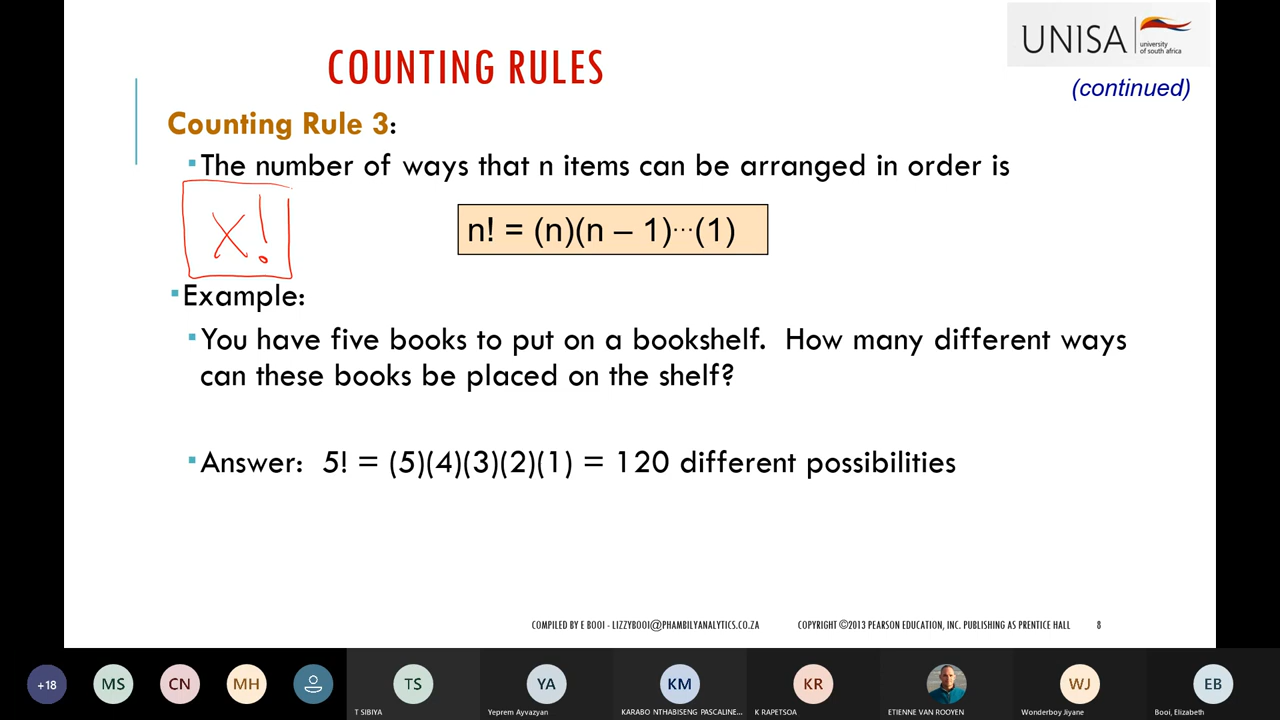 UNISA
university
of south africa
COUNTING RULES
(continued)
Counting Rule 3:
The number of ways that n items can be arranged in order is
x!
n! = (n)(n – 1)···(1)
Example:
You have five books to put on a bookshelf. How many different ways
can these books be placed on the shelf?
Answer: 5! = (5)(4)(3)(2)(1) = 120 different possibilities
COMPILED BY E BOOI - LIZZYBOOI@PHAMBILYANALYTICS.CO.ZA COPYRIGHT ©2013 PEARSON EDUCATION, INC. PUBLISHING AS PRENTICE HALL 8
+18 MS CN MH TS YA KM KR WJ EB
T SIBIYA Yeprem Ayvazyan KARABO NTHABISENG PASCALINE... K RAPETSOA ETIENNE VAN ROOYEN Wonderboy Jiyane Booi, Elizabeth